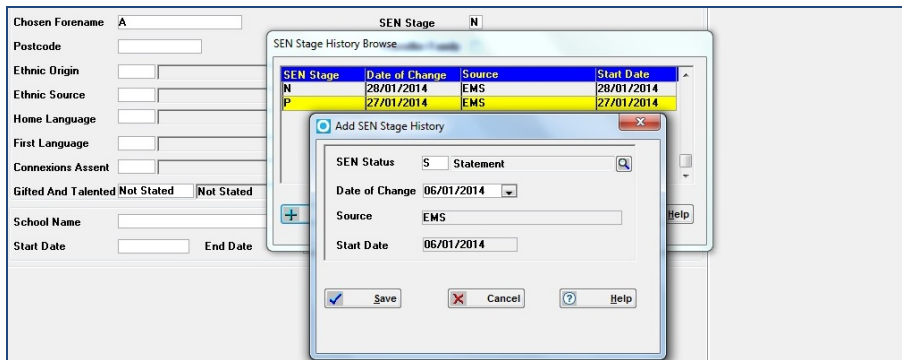 Chosen Forename A SEN Stage N
Postcode
SEN Stage History Browse
Ethnic Origin
SEN Stage Date of Change Source Start Date
N 28/01/2014 EMS 28/01/2014
P 27/01/2014 EMS 27/01/2014
Ethnic Source
Home Language
Add SEN Stage History
First Language
SEN Status S Statement
Connexions Assent
Date of Change 06/01/2014
Gifted And Talented Not Stated Not Stated
Source EMS
Help
School Name
Start Date End Date
Start Date 06/01/2014
Save Cancel Help